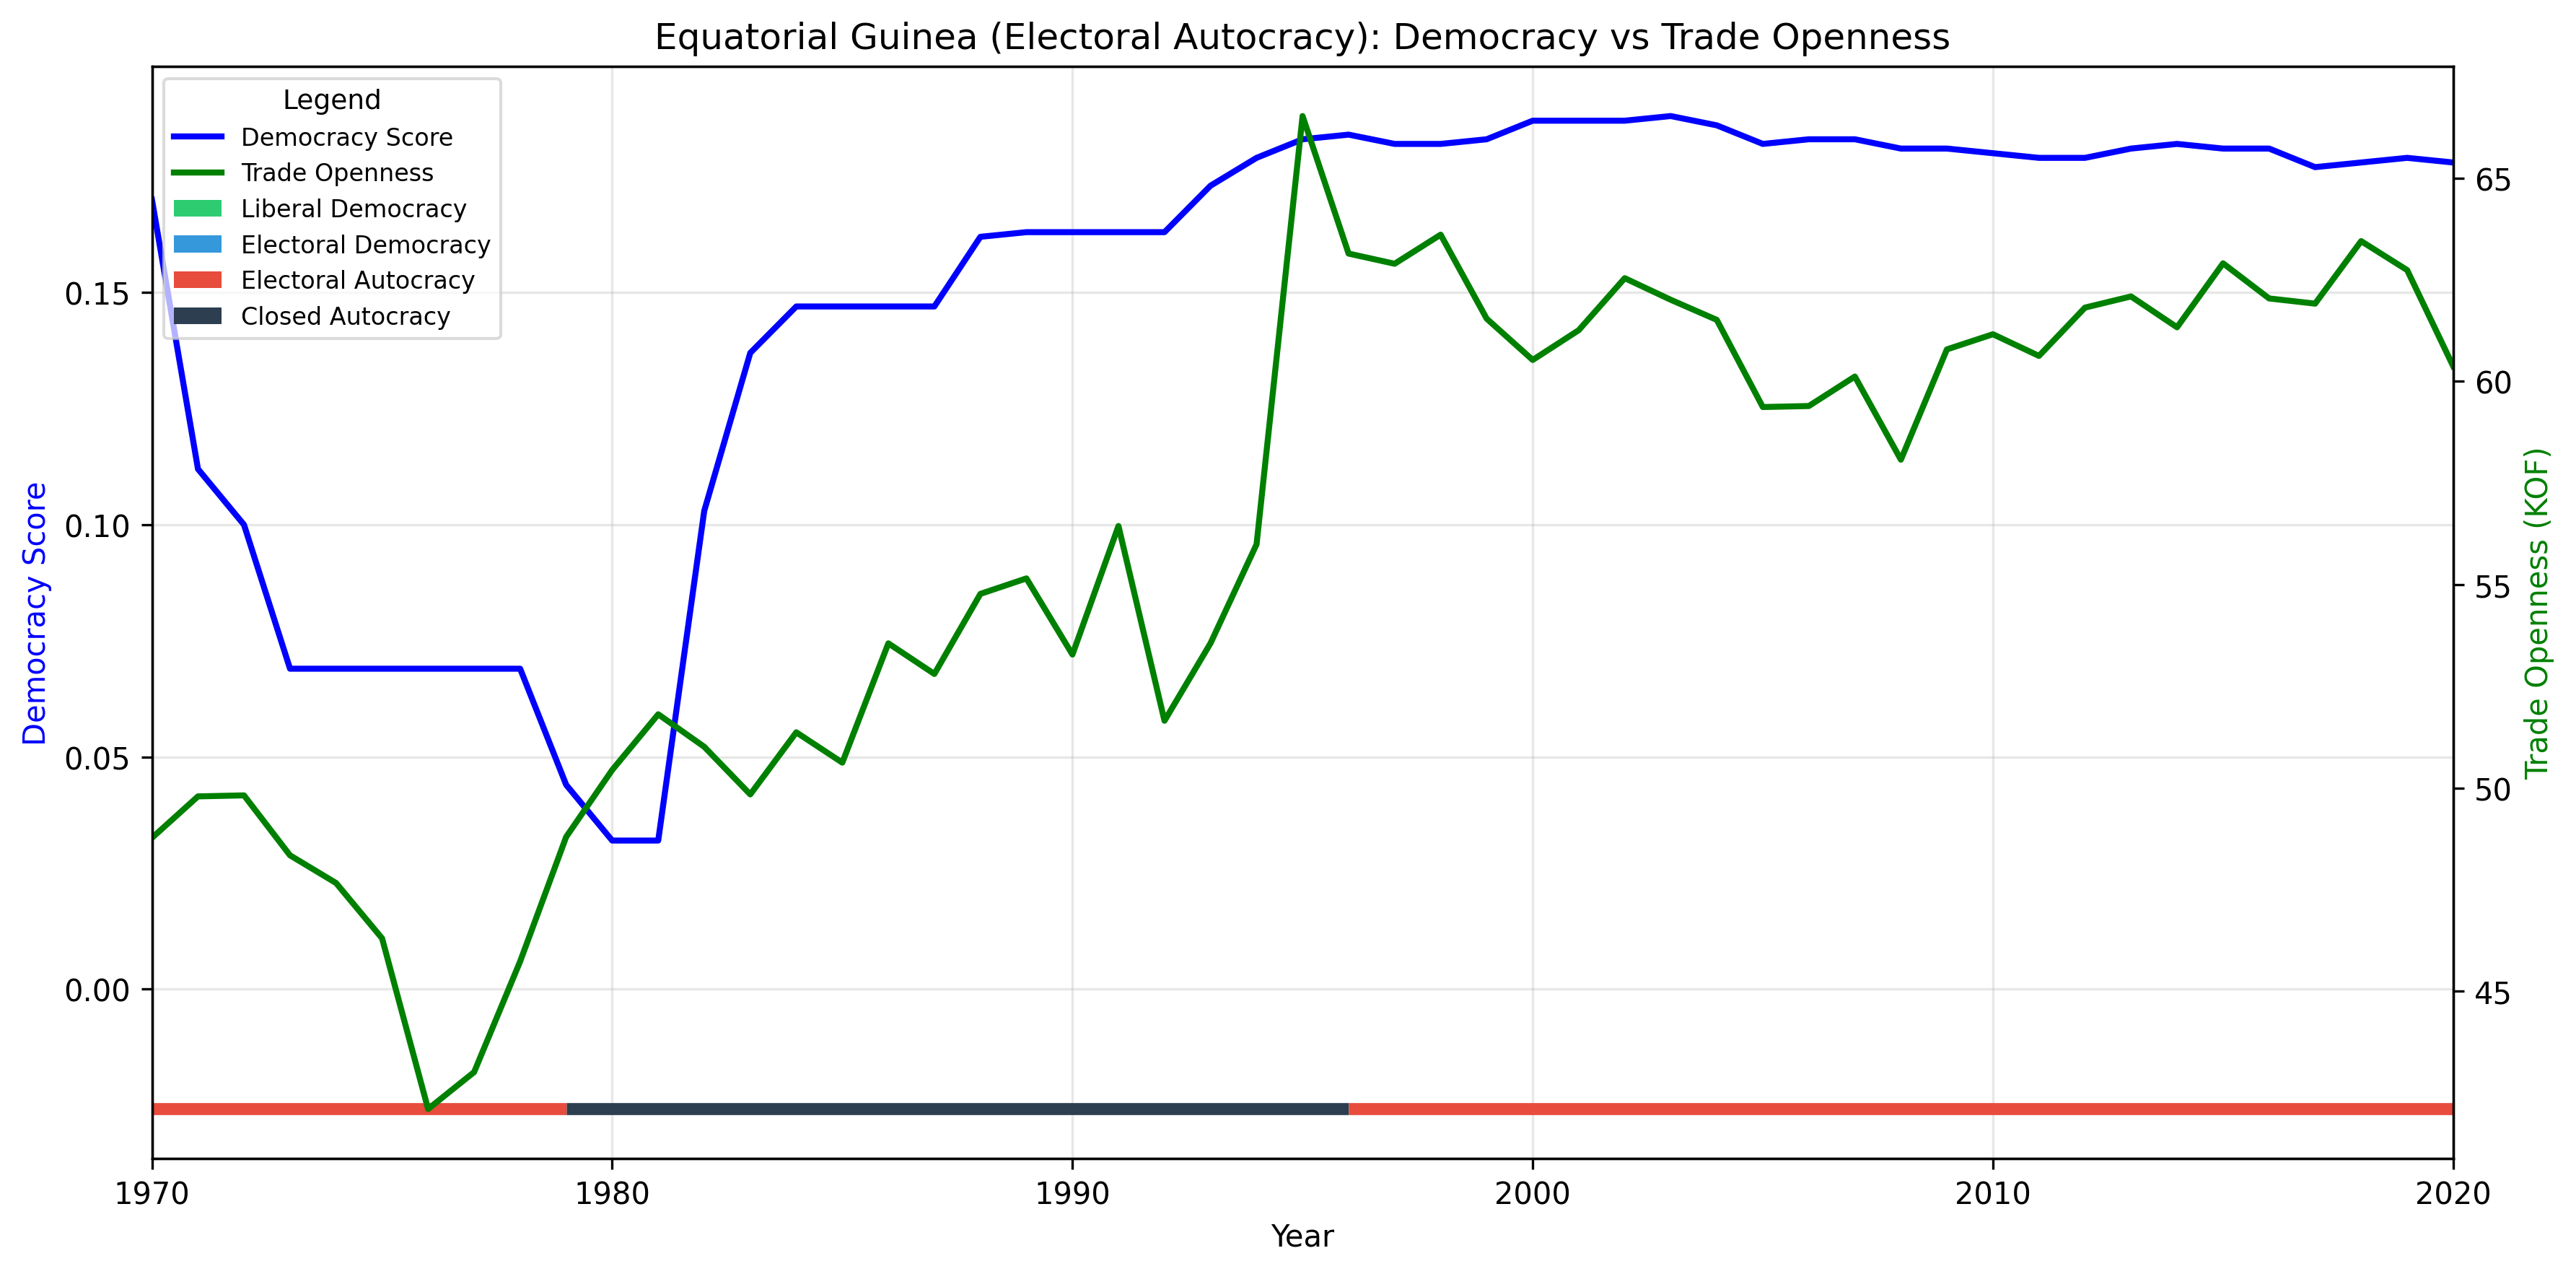 Equatorial Guinea (Electoral Autocracy): Democracy vs Trade Openness
Legend
Democracy Score
Trade Openness
Liberal Democracy
Electoral Democracy
Electoral Autocracy
Closed Autocracy
Democracy Score
0.15
0.10
0.05
0.00
65
60
55
50
45
Trade Openness (KOF)
1970 1980 1990 2000 2010 2020
Year